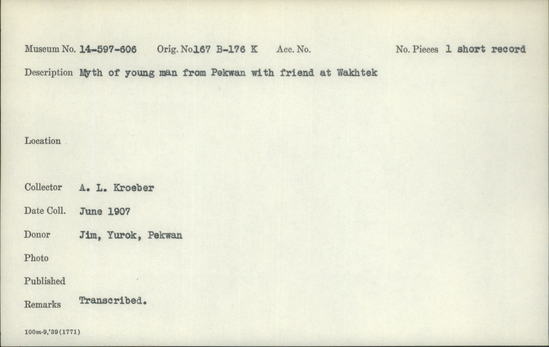 Museum No. 14-597-606 Orig. No. 167 B-176 K Acc. No. No. Pieces 1 short record
Description Myth of young man from Pekwan with friend at Wakhtek
Location
Collector A. L. Kroeber
Date Coll. June 1907
Donor Jim, Yurok, Pekwan
Photo
Published
Remarks Transcribed.
100m-9,'39(1771)